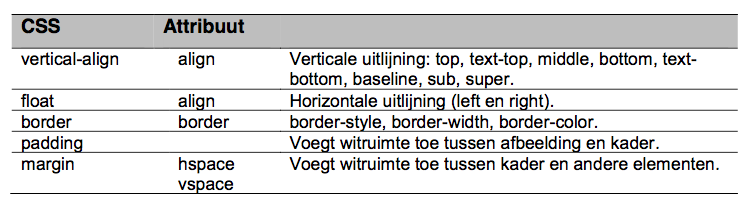 CSS Attribuut
vertical-align align Verticale uitlijning: top, text-top, middle, bottom, text-
bottom, baseline, sub, super.
float align Horizontale uitlijning (left en right).
border border border-style, border-width, border-color.
padding Voegt witruimte toe tussen afbeelding en kader.
margin hspace Voegt witruimte toe tussen kader en andere elementen.
vspace